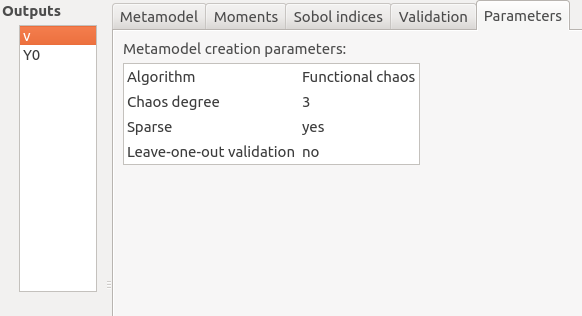 Outputs
v
Y0
Metamodel Moments Sobol indices Validation Parameters
Metamodel creation parameters:
Algorithm Functional chaos
Chaos degree 3
Sparse yes
Leave-one-out validation no